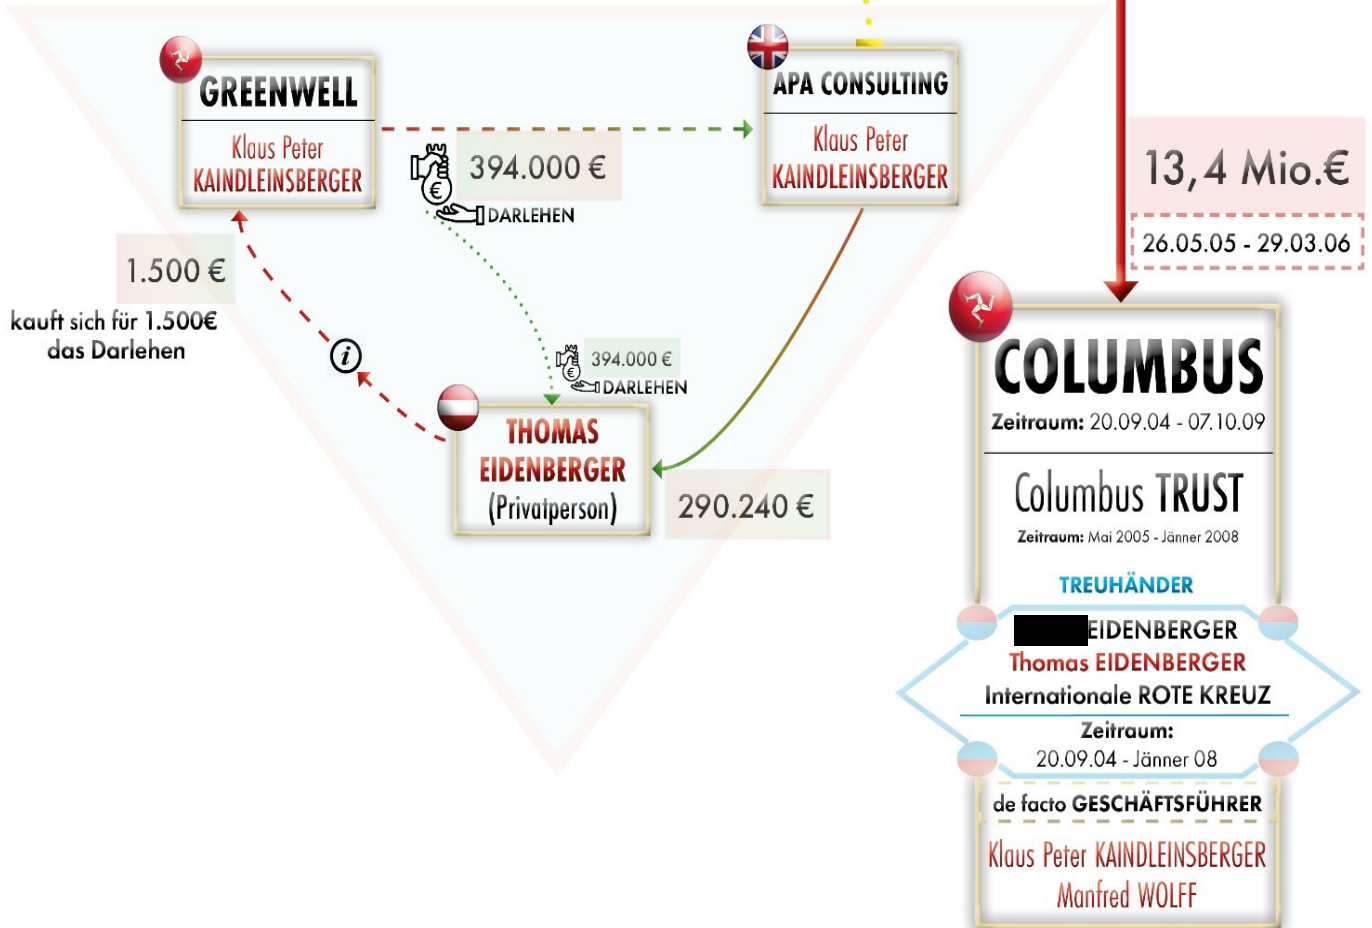 GREENWELL
Klaus Peter
KAINDLEINSBERGER
APA CONSULTING
Klaus Peter
KAINDLEINSBERGER
394.000 €
€
DARLEHEN
1.500 €
kauft sich für 1.500€
das Darlehen
i
394.000 €
€
DARLEHEN
THOMAS
EIDENBERGER
(Privatperson)
290.240 €
13,4 Mio.€
26.05.05 - 29.03.06
COLUMBUS
Zeitraum: 20.09.04 - 07.10.09
Columbus TRUST
Zeitraum: Mai 2005 - Jänner 2008
TREUHÄNDER
EIDENBERGER
Thomas EIDENBERGER
Internationale ROTE KREUZ
Zeitraum:
20.09.04 - Jänner 08
de facto GESCHÄFTSFÜHRER
Klaus Peter KAINDLEINSBERGER
Manfred WOLFF